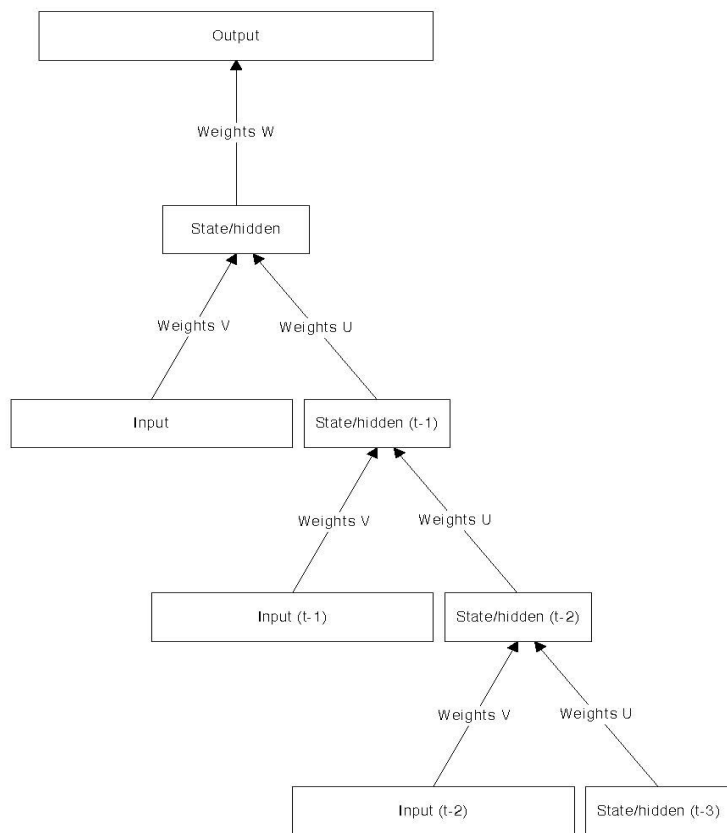 Output
Weights W
State/hidden
Weights V
Weights U
Input
State/hidden (t-1)
Weights V
Weights U
Input (t-1)
State/hidden (t-2)
Weights V
Weights U
Input (t-2)
State/hidden (t-3)